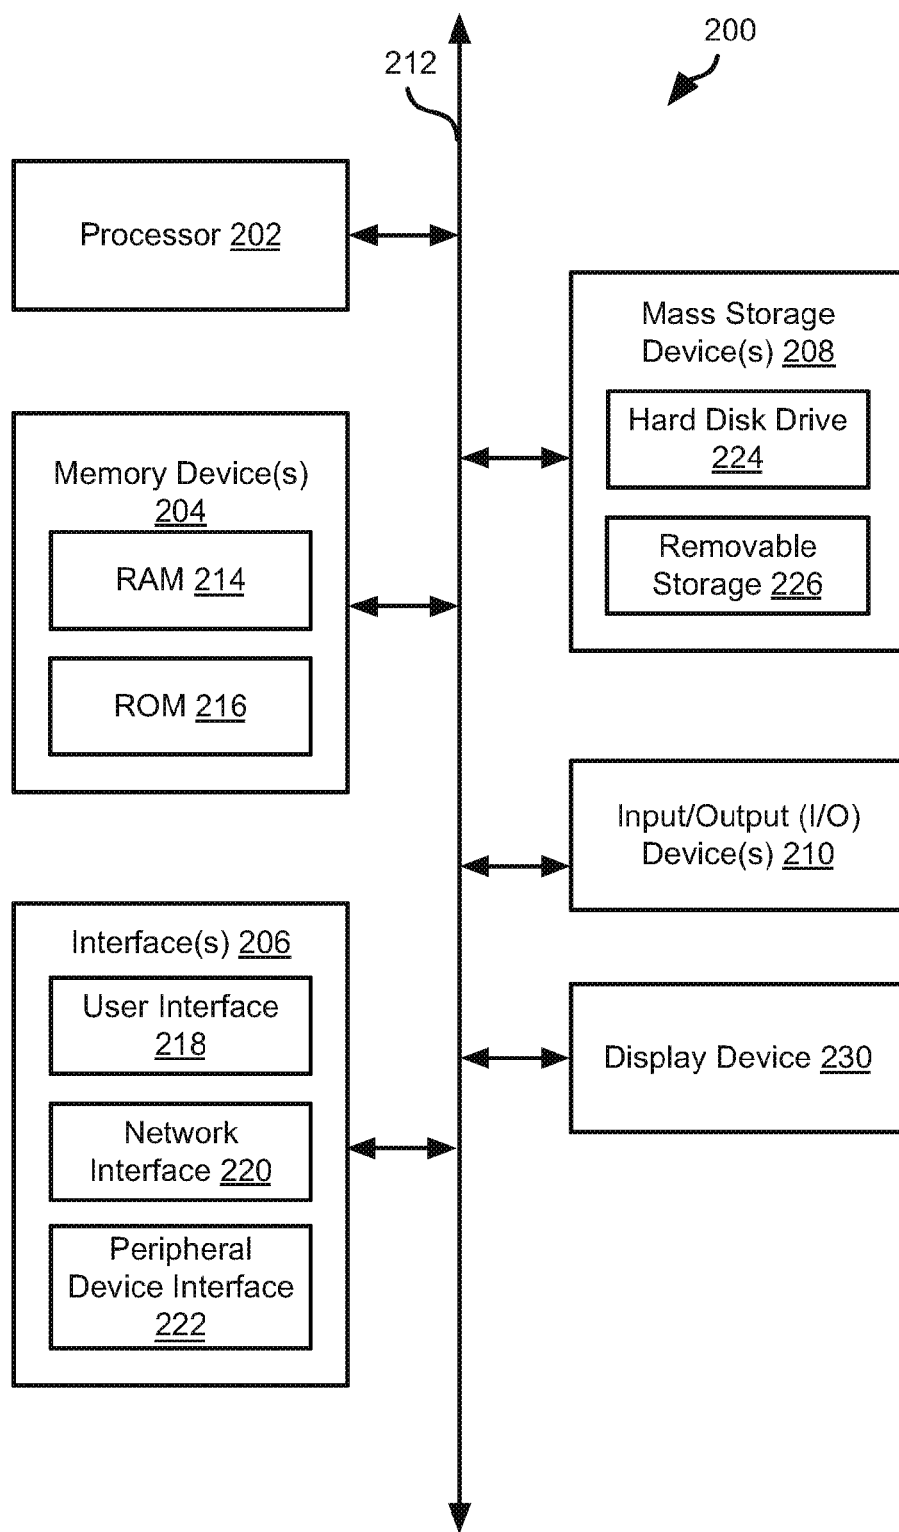 200
212
Processor 202
Mass Storage
Device(s) 208
Hard Disk Drive
224
Removable
Storage 226
Memory Device(s)
204
RAM 214
ROM 216
Input/Output (I/O)
Device(s) 210
Interface(s) 206
User Interface
218
Network
Interface 220
Peripheral
Device Interface
222
Display Device 230